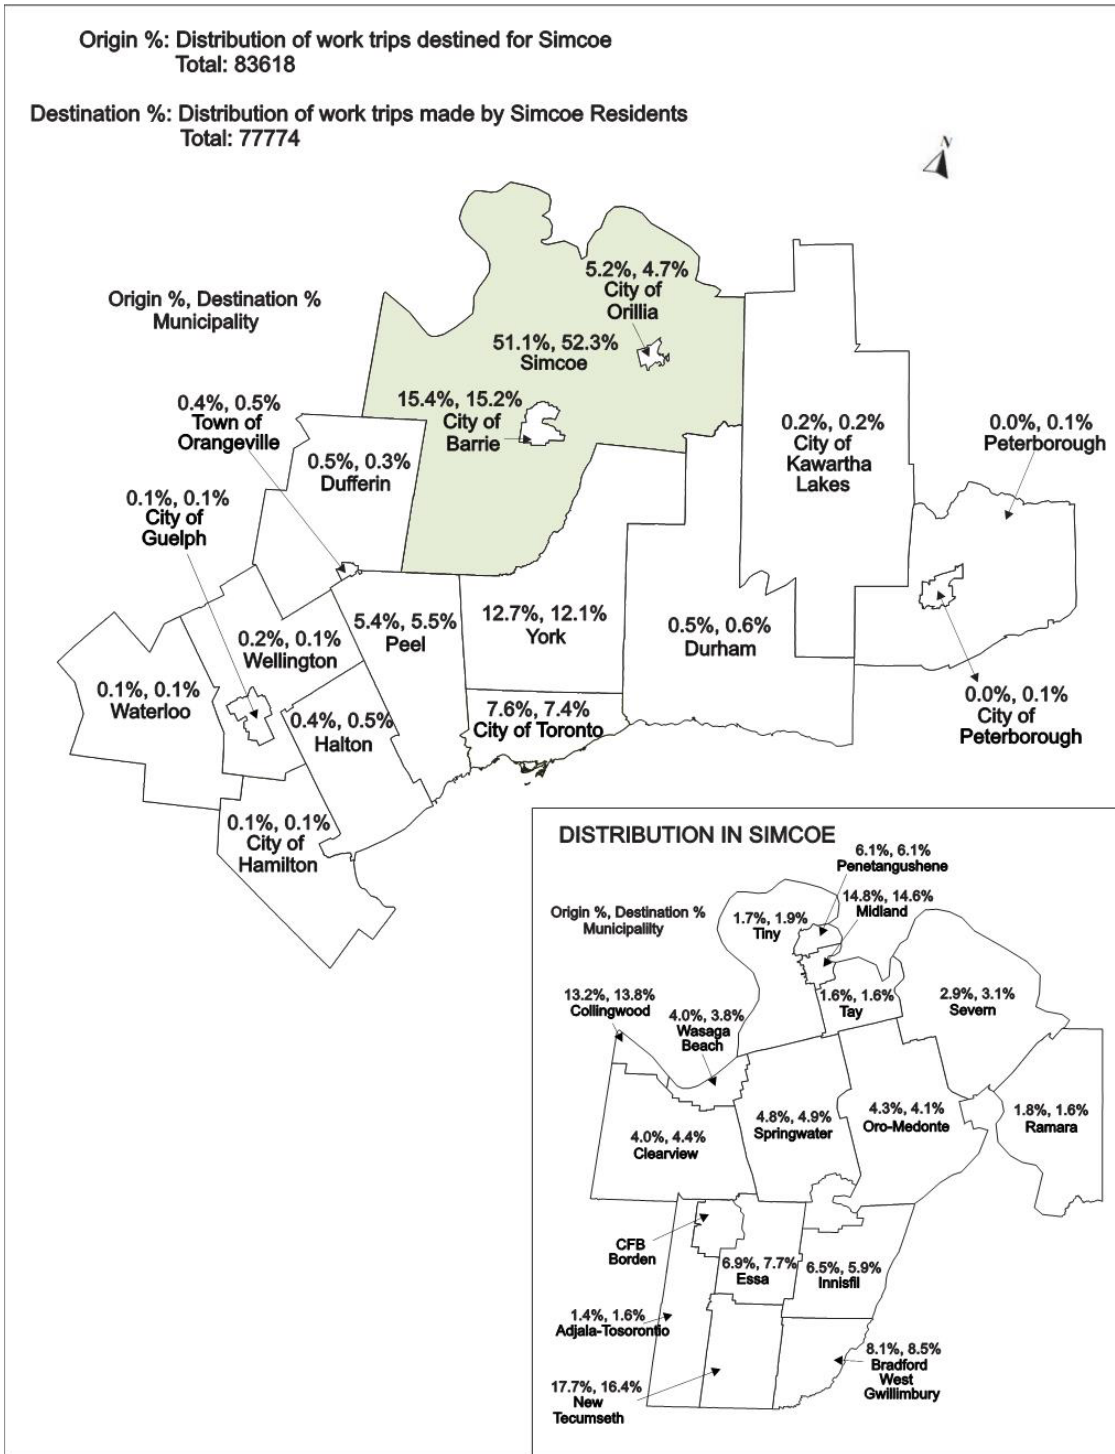 Origin %: Distribution of work trips destined for Simcoe
Total: 83618
Destination %: Distribution of work trips made by Simcoe Residents
Total: 77774
N
Origin %, Destination %
Municipality
5.2%, 4.7%
City of
Orillia
51.1%, 52.3%
Simcoe
15.4%, 15.2%
City of
Barrie
0.4%, 0.5%
Town of
Orangeville
0.5%, 0.3%
Dufferin
0.1%, 0.1%
City of
Guelph
0.2%, 0.2%
City of
Kawartha
Lakes
0.0%, 0.1%
Peterborough
5.4%, 5.5%
Peel
12.7%, 12.1%
York
0.5%, 0.6%
Durham
0.2%, 0.1%
Wellington
0.1%, 0.1%
Waterloo
0.4%, 0.5%
Halton
7.6%, 7.4%
City of Toronto
0.0%, 0.1%
City of
Peterborough
0.1%, 0.1%
City of
Hamilton
DISTRIBUTION IN SIMCOE
Origin %, Destination %
Municipalilty
6.1%, 6.1%
Penetangushene
14.8%, 14.6%
Midland
1.7%, 1.9%
Tiny
13.2%, 13.8%
Collingwood
4.0%, 3.8%
Wasaga
Beach
1.6%, 1.6%
Tay
2.9%, 3.1%
Severn
4.0%, 4.4%
Clearview
4.8%, 4.9%
Springwater
4.3%, 4.1%
Oro-Medonte
1.8%, 1.6%
Ramara
CFB
Borden
6.9%, 7.7%
Essa
6.5%, 5.9%
Innisfil
1.4%, 1.6%
Adjala-Tosorontio
17.7%, 16.4%
New
Tecumseth
8.1%, 8.5%
Bradford
West
Gwillimbury